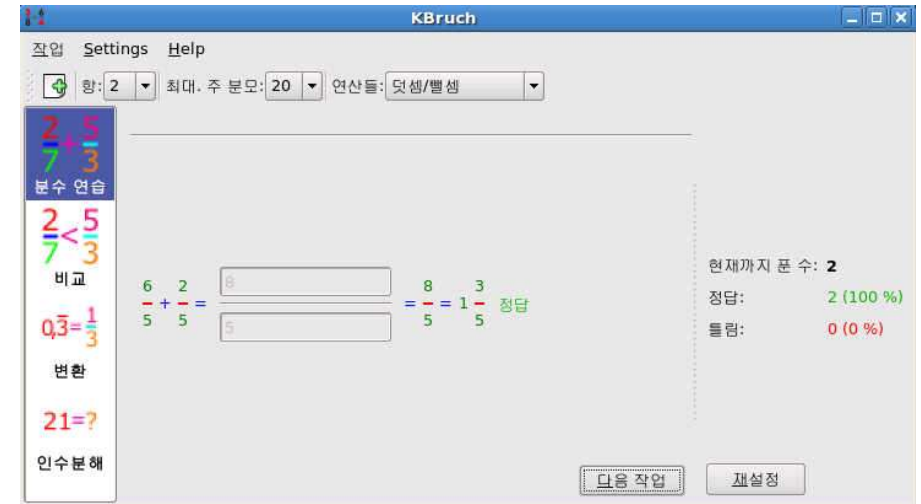 KBruch
작업 Settings Help
항: 2 최대. 주 분모: 20 연산들: 덧셈/뺄셈
2/7 + 5/3
분수 연습
2/7 < 5/3
비교
0,3̅ = 1/3
변환
21=?
인수분해
6/5 + 2/5 = 8/5 = 8/5 = 1 3/5 정답
현재까지 푼 수: 2
정답: 2 (100 %)
틀림: 0 (0 %)
다음 작업 재설정